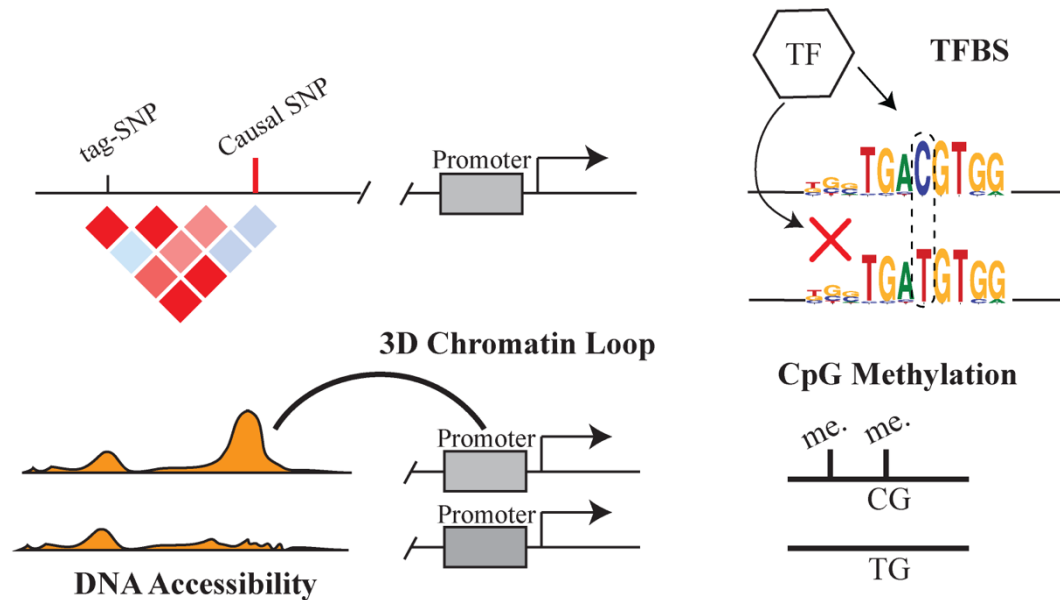 tag-SNP
Causal SNP
Promoter
TF
TFBS
TGACGTGG
TGATGTGG
3D Chromatin Loop
Promoter
Promoter
DNA Accessibility
CpG Methylation
me. me.
CG
TG